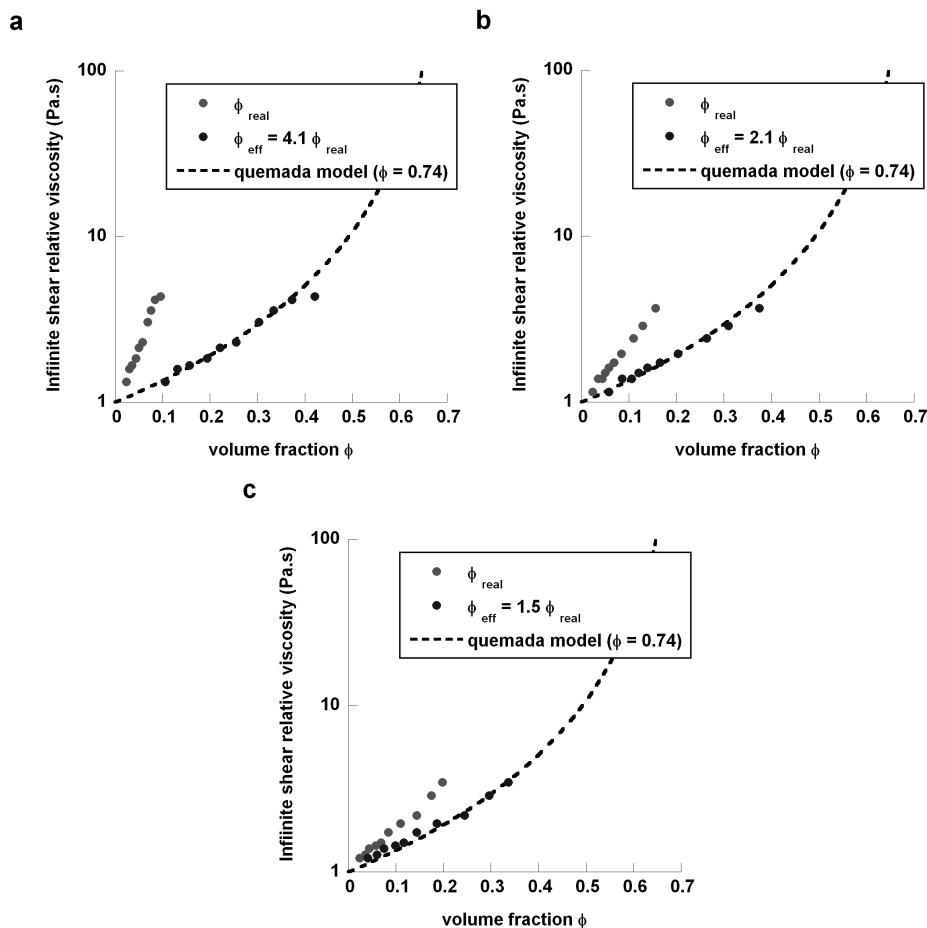 a
Infiinite shear relative viscosity (Pa.s)
100
10
1
ϕ real
ϕ eff = 4.1 ϕ real
quemada model (ϕ = 0.74)
0 0.1 0.2 0.3 0.4 0.5 0.6 0.7
volume fraction ϕ
b
Infiinite shear relative viscosity (Pa.s)
100
10
1
ϕ real
ϕ eff = 2.1 ϕ real
quemada model (ϕ = 0.74)
0 0.1 0.2 0.3 0.4 0.5 0.6 0.7
volume fraction ϕ
c
Infiinite shear relative viscosity (Pa.s)
100
10
1
ϕ real
ϕ eff = 1.5 ϕ real
quemada model (ϕ = 0.74)
0 0.1 0.2 0.3 0.4 0.5 0.6 0.7
volume fraction ϕ